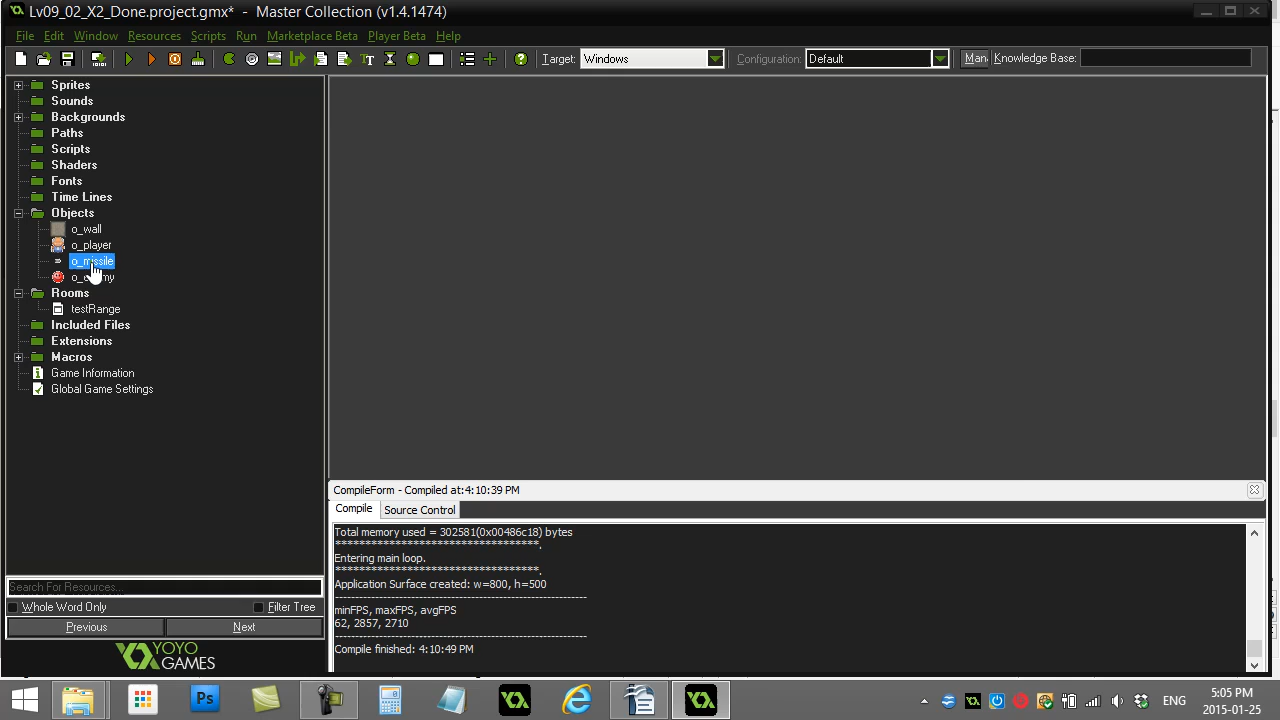 Lv09_02_X2_Done.project.gmx* - Master Collection (v1.4.1474)
File Edit Window Resources Scripts Run Marketplace Beta Player Beta Help
Target: Windows Configuration: Default Man Knowledge Base:
Sprites
Sounds
Backgrounds
Paths
Scripts
Shaders
Fonts
Time Lines
Objects
o_wall
o_player
o_missile
Rooms
testRange
Included Files
Extensions
Macros
Game Information
Global Game Settings
Search For Resources...
Whole Word Only Filter Tree
Previous Next
YOYO
GAMES
CompileForm - Compiled at:4:10:39 PM
Compile Source Control
Total memory used = 302581(0x00486c18) bytes
**********************************.
Entering main loop.
**********************************.
Application Surface created: w=800, h=500
---------------------------------------------------------------
minFPS, maxFPS, avgFPS
62, 2857, 2710
---------------------------------------------------------------
Compile finished: 4:10:49 PM
Ps
ENG
5:05 PM
2015-01-25